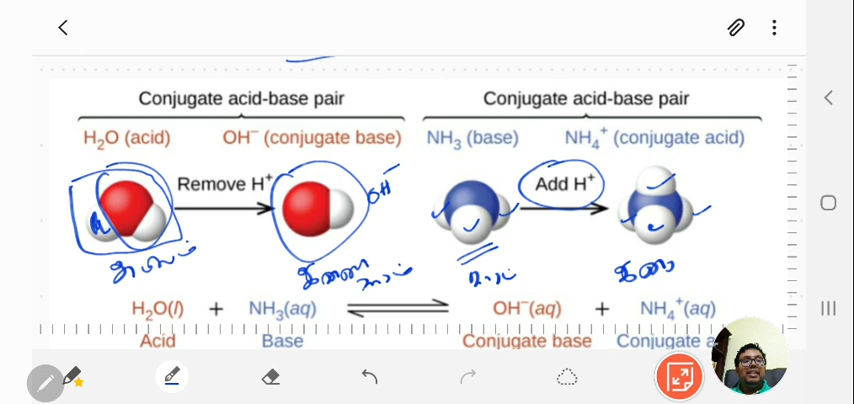 Conjugate acid-base pair Conjugate acid-base pair
H₂O (acid) OH⁻ (conjugate base) NH₃ (base) NH₄⁺ (conjugate acid)
Remove H⁺ OH⁻ Add H⁺
H₂O(l) + NH₃(aq) ⇌ OH⁻(aq) + NH₄⁺(aq)
Acid Base Conjugate base Conjugate a